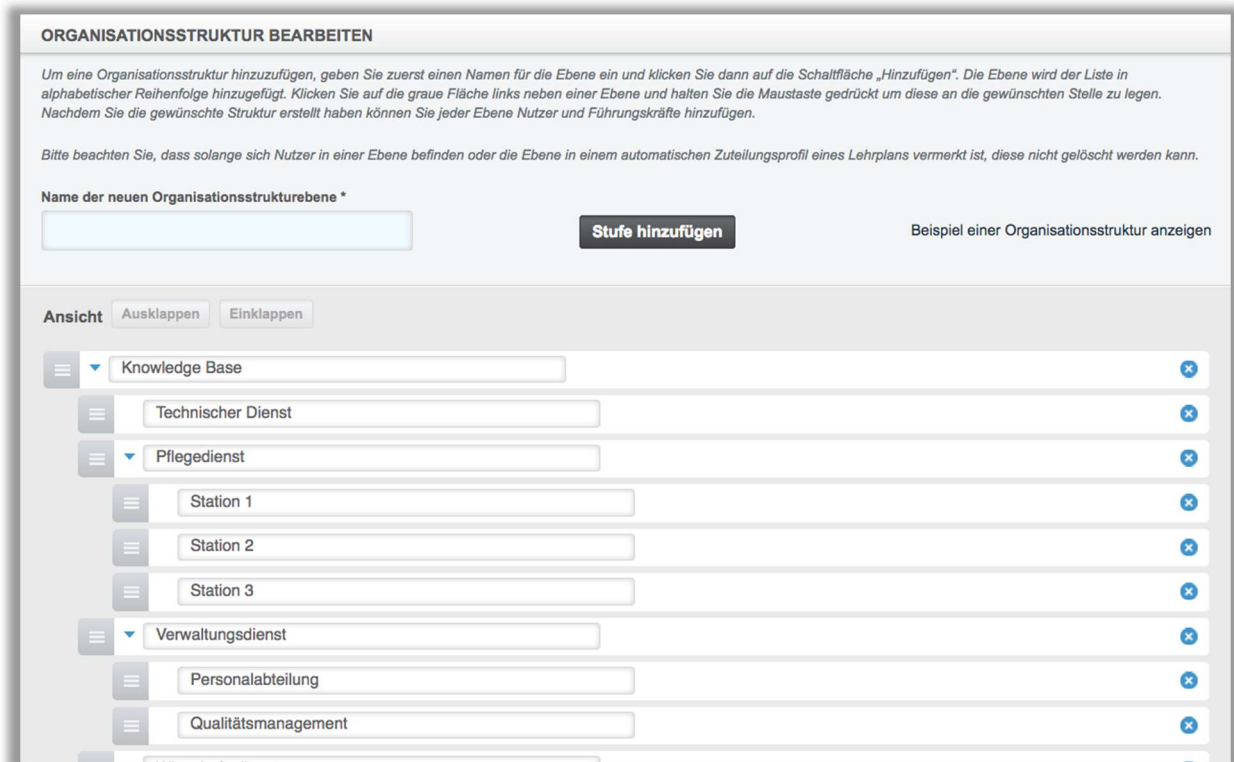 ORGANISATIONSSTRUKTUR BEARBEITEN
Um eine Organisationsstruktur hinzuzufügen, geben Sie zuerst einen Namen für die Ebene ein und klicken Sie dann auf die Schaltfläche „Hinzufügen“. Die Ebene wird der Liste in
alphabetischer Reihenfolge hinzugefügt. Klicken Sie auf die graue Fläche links neben einer Ebene und halten Sie die Maustaste gedrückt um diese an die gewünschten Stelle zu legen.
Nachdem Sie die gewünschte Struktur erstellt haben können Sie jeder Ebene Nutzer und Führungskräfte hinzufügen.
Bitte beachten Sie, dass solange sich Nutzer in einer Ebene befinden oder die Ebene in einem automatischen Zuteilungsprofil eines Lehrplans vermerkt ist, diese nicht gelöscht werden kann.
Name der neuen Organisationsstrukturebene *
Stufe hinzufügen Beispiel einer Organisationsstruktur anzeigen
Ansicht Ausklappen Einklappen
Knowledge Base
Technischer Dienst
Pflegedienst
Station 1
Station 2
Station 3
Verwaltungsdienst
Personalabteilung
Qualitätsmanagement